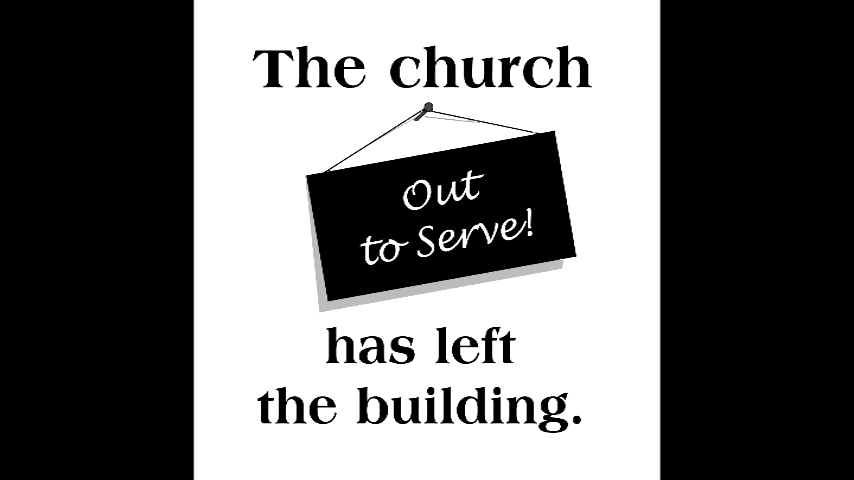 The church
Out
to Serve!
has left
the building.